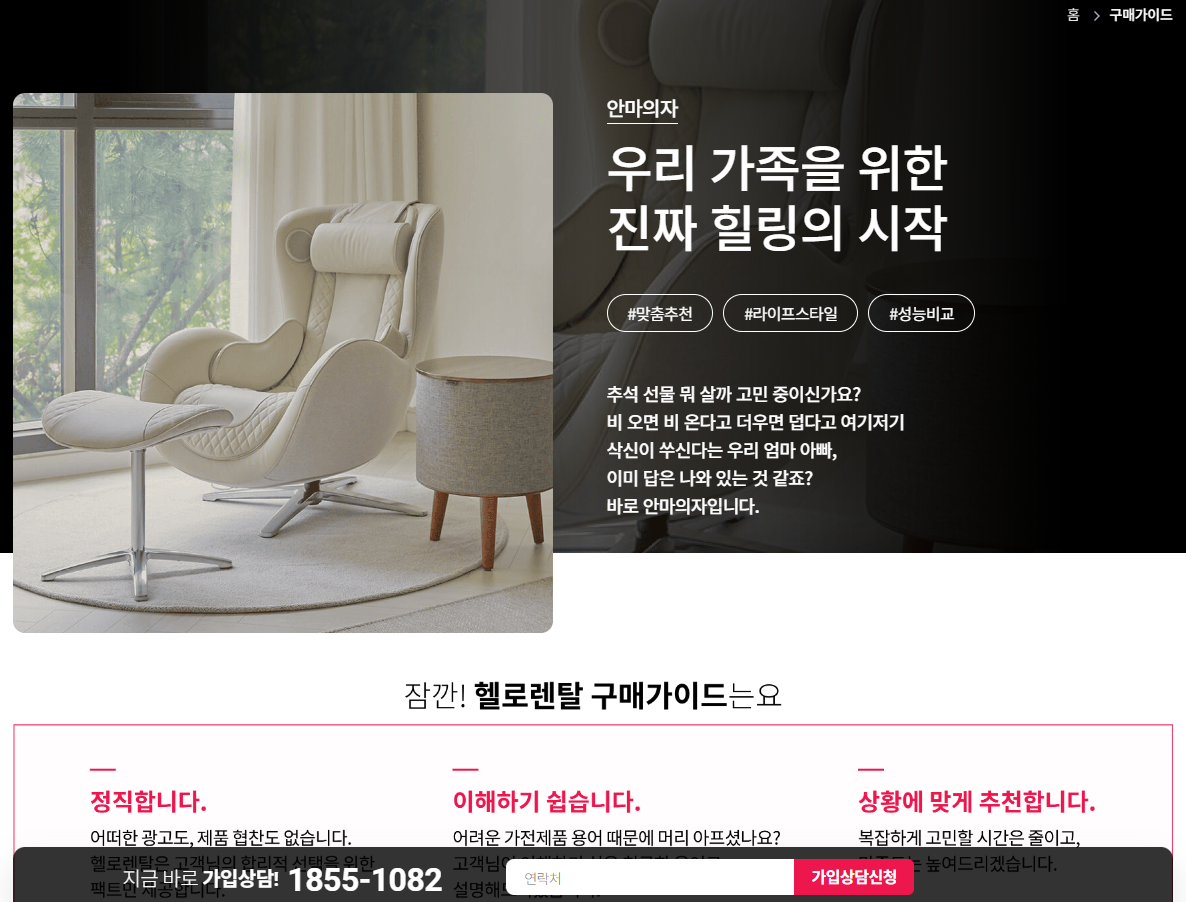 홈 > 구매가이드
안마의자
우리 가족을 위한
진짜 힐링의 시작
#맞춤추천 #라이프스타일 #성능비교
추석 선물 뭐 살까 고민 중이신가요?
비 오면 비 온다고 더우면 덥다고 여기저기
삭신이 쑤신다는 우리 엄마 아빠,
이미 답은 나와 있는 것 같죠?
바로 안마의자입니다.
잠깐! 헬로렌탈 구매가이드는요
정직합니다.
어떠한 광고도, 제품 협찬도 없습니다.
헬로렌탈은 고객님의 합리적 선택을 위한
팩트만 제공합니다.
이해하기 쉽습니다.
어려운 가전제품 용어 때문에 머리 아프셨나요?
고객님이
상황에 맞게 추천합니다.
복잡하게 고민할 시간은 줄이고,
높여드리겠습니다.
지금 바로 가입상담! 1855-1082
연락처
가입상담신청